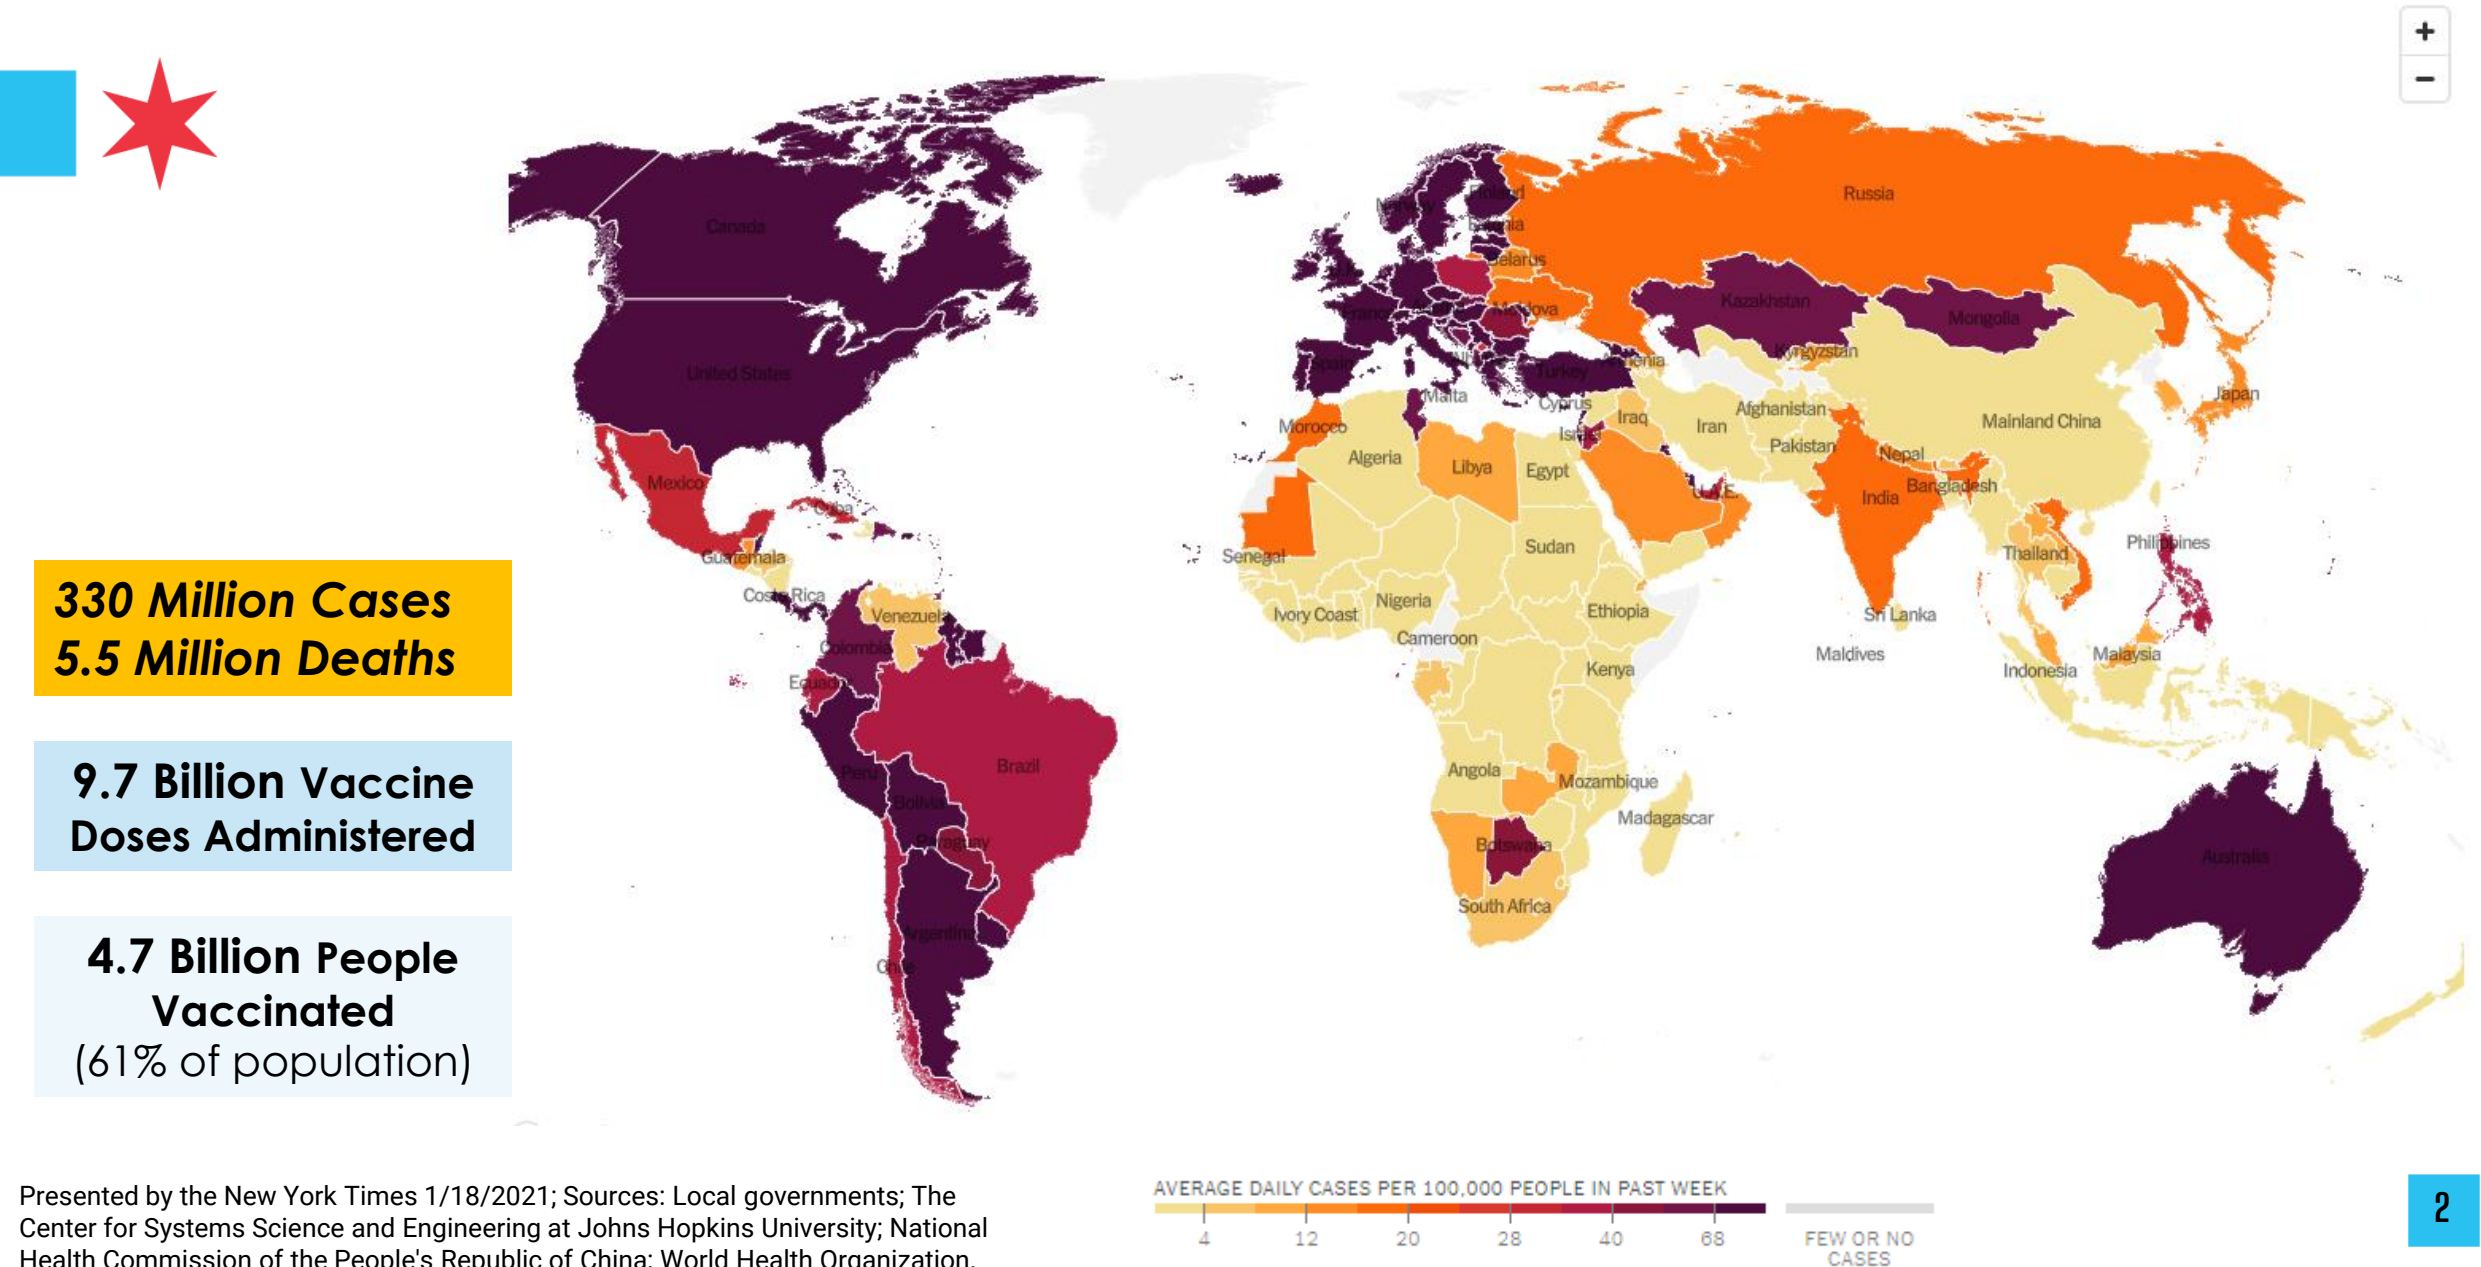 +
−
Canada
United States
Mexico
Cuba
Guatemala
Costa Rica
Venezuela
Colombia
Ecuador
Peru
Brazil
Bolivia
Paraguay
Argentina
Chile
Norway
Finland
Estonia
Belarus
U.K.
France
Moldova
Spain
Turkey
Armenia
Malta
Cyprus
Israel
Iraq
Iran
Russia
Kazakhstan
Mongolia
Kyrgyzstan
Afghanistan
Pakistan
Nepal
India
Bangladesh
Mainland China
Japan
Morocco
Algeria
Libya
Egypt
U.A.E.
Senegal
Sudan
Ivory Coast
Nigeria
Cameroon
Ethiopia
Kenya
Angola
Mozambique
Madagascar
Botswana
South Africa
Thailand
Philippines
Sri Lanka
Maldives
Malaysia
Indonesia
Australia
330 Million Cases
5.5 Million Deaths
9.7 Billion Vaccine
Doses Administered
4.7 Billion People
Vaccinated
(61% of population)
Presented by the New York Times 1/18/2021; Sources: Local governments; The
Center for Systems Science and Engineering at Johns Hopkins University; National
Health Commission of the People's Republic of China; World Health Organization.
AVERAGE DAILY CASES PER 100,000 PEOPLE IN PAST WEEK
4 12 20 28 40 68
FEW OR NO
CASES
2